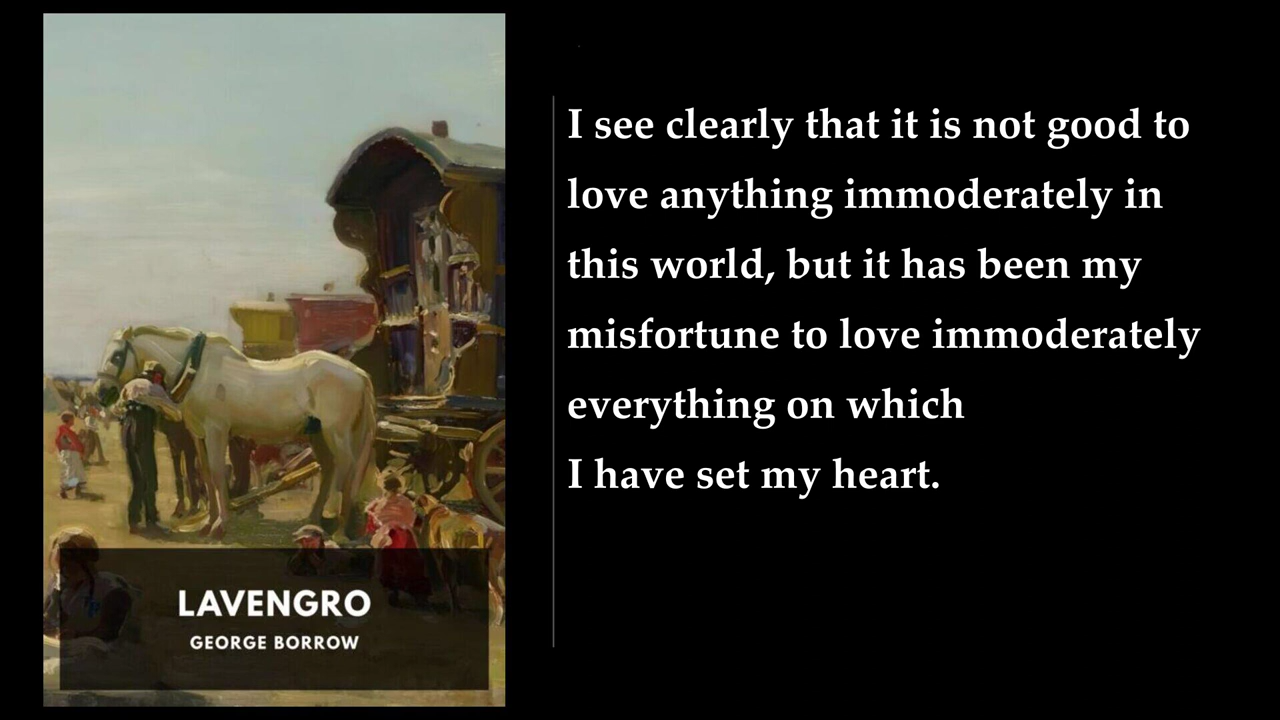 LAVENGRO
GEORGE BORROW
I see clearly that it is not good to
love anything immoderately in
this world, but it has been my
misfortune to love immoderately
everything on which
I have set my heart.